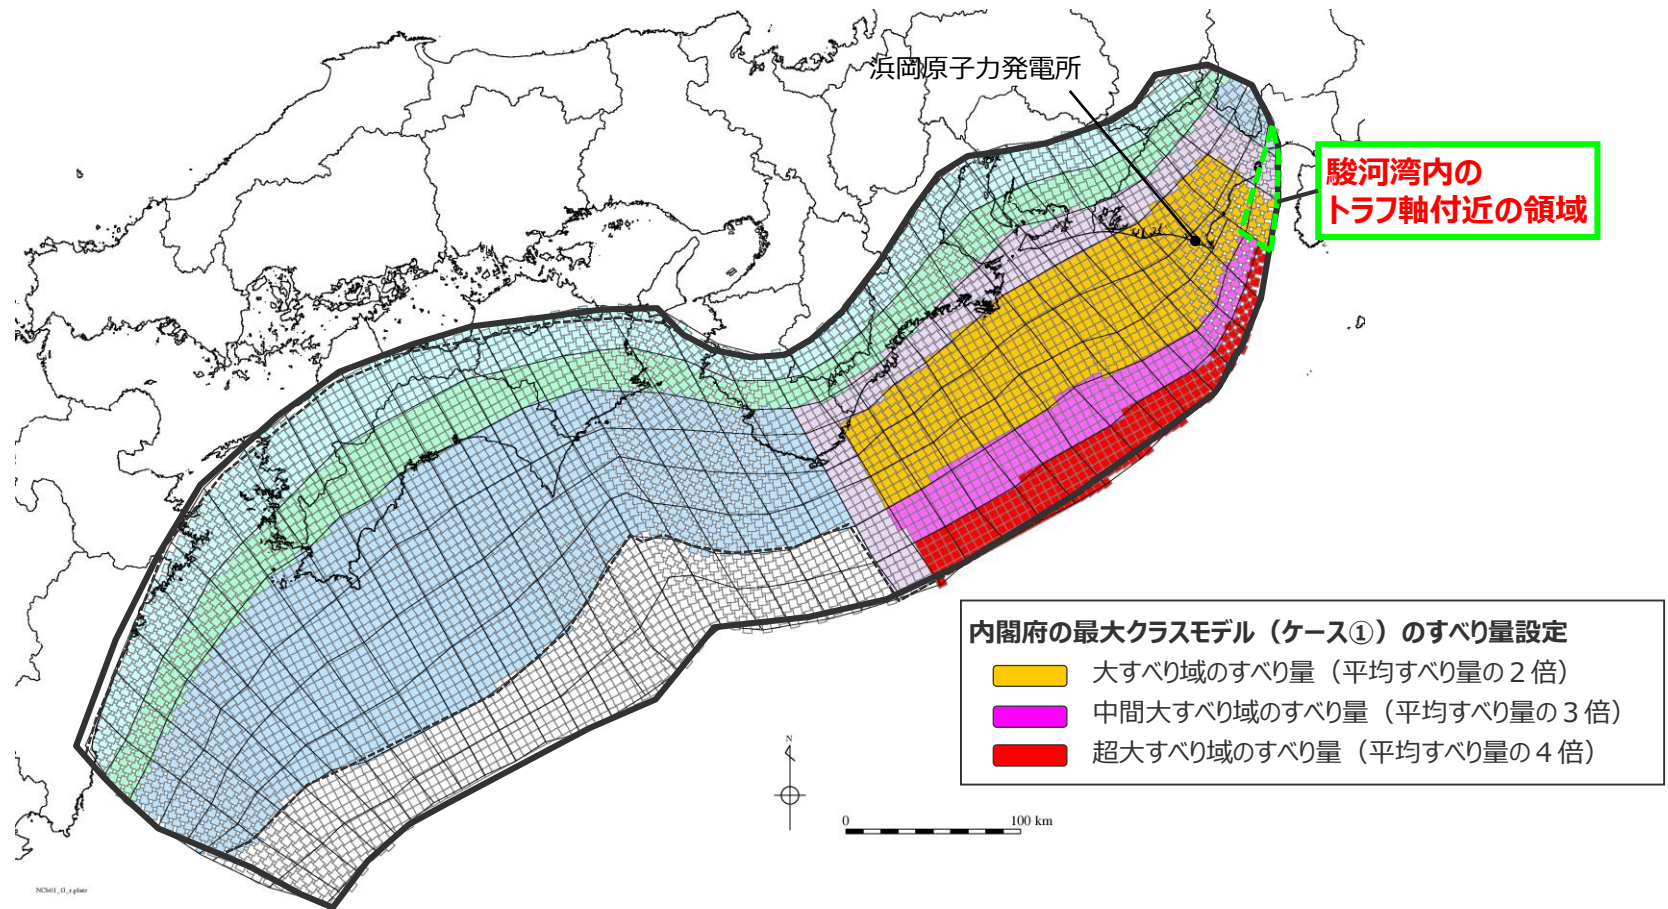 浜岡原子力発電所
駿河湾内の
トラフ軸付近の領域
内閣府の最大クラスモデル（ケース①）のすべり量設定
大すべり域のすべり量（平均すべり量の２倍）
中間大すべり域のすべり量（平均すべり量の３倍）
超大すべり域のすべり量（平均すべり量の４倍）
N
0 100 km